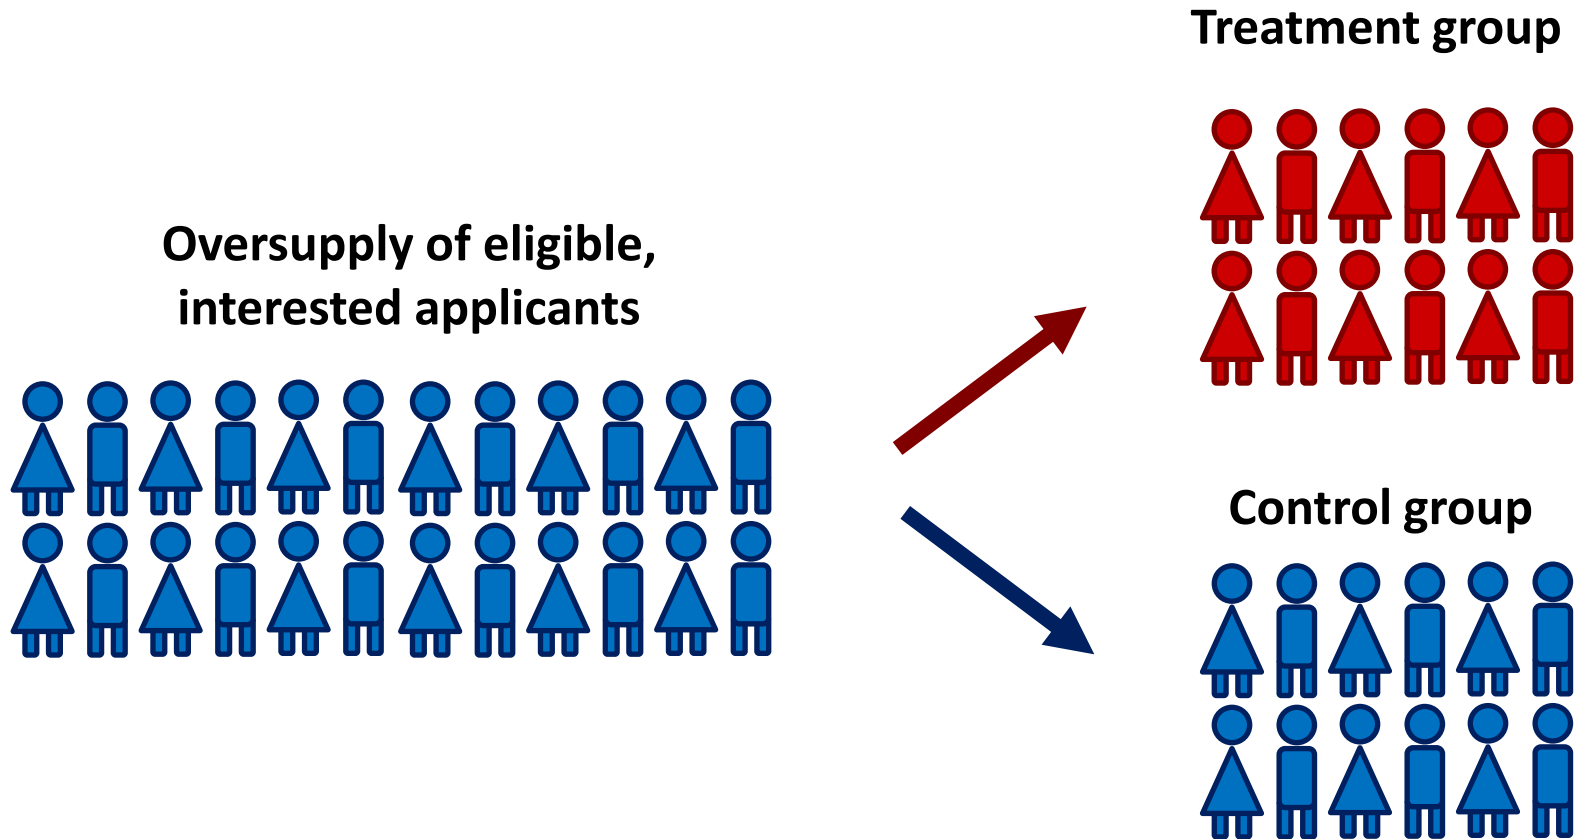 Treatment group
Oversupply of eligible,
interested applicants
Control group